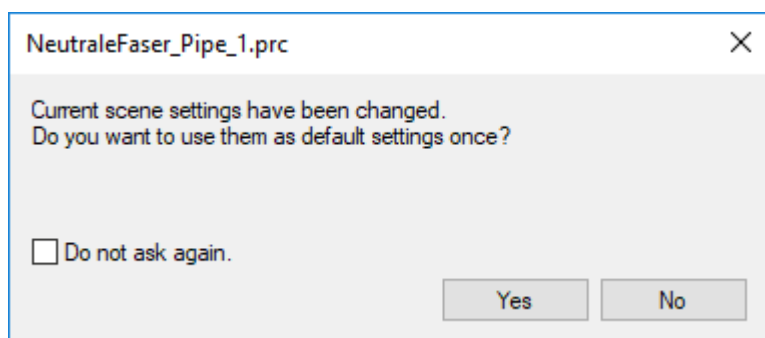 NeutraleFaser_Pipe_1.prc
Current scene settings have been changed.
Do you want to use them as default settings once?
Do not ask again.
Yes
No